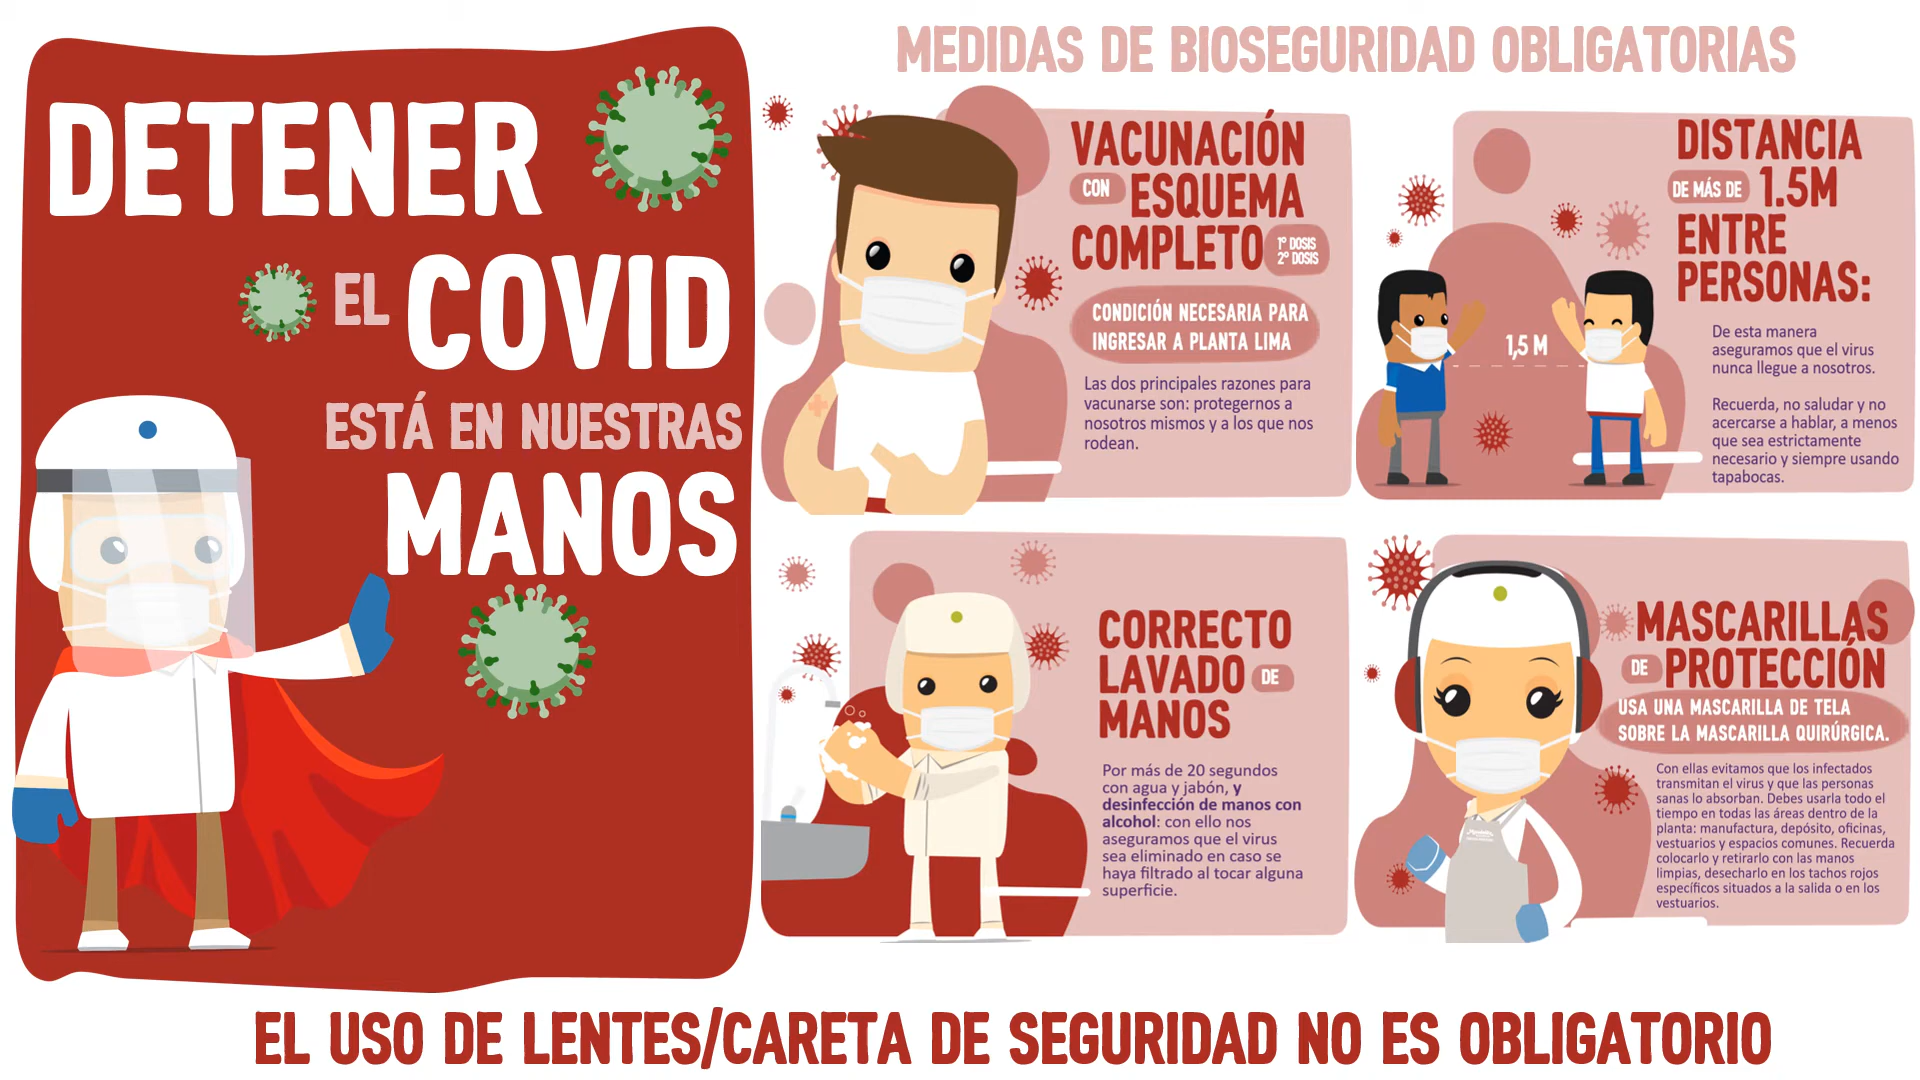 DETENER
EL COVID
ESTÁ EN NUESTRAS
MANOS
MEDIDAS DE BIOSEGURIDAD OBLIGATORIAS
VACUNACIÓN
CON ESQUEMA
COMPLETO 1° DOSIS
2° DOSIS
CONDICIÓN NECESARIA PARA
INGRESAR A PLANTA LIMA
Las dos principales razones para
vacunarse son: protegernos a
nosotros mismos y a los que nos
rodean.
DISTANCIA
DE MÁS DE 1.5M
ENTRE
PERSONAS:
1,5 M
De esta manera
aseguramos que el virus
nunca llegue a nosotros.
Recuerda, no saludar y no
acercarse a hablar, a menos
que sea estrictamente
necesario y siempre usando
tapabocas.
CORRECTO
LAVADO DE
MANOS
Por más de 20 segundos
con agua y jabón, y
desinfección de manos con
alcohol: con ello nos
aseguramos que el virus
sea eliminado en caso se
haya filtrado al tocar alguna
superficie.
MASCARILLAS
DE PROTECCIÓN
USA UNA MASCARILLA DE TELA
SOBRE LA MASCARILLA QUIRÚRGICA.
Con ellas evitamos que los infectados
transmitan el virus y que las personas
sanas lo absorban. Debes usarla todo el
tiempo en todas las áreas dentro de la
planta: manufactura, depósito, oficinas,
vestuarios y espacios comunes. Recuerda
colocarlo y retirarlo con las manos
limpias, desecharlo en los tachos rojos
específicos situados a la salida o en los
vestuarios.
EL USO DE LENTES/CARETA DE SEGURIDAD NO ES OBLIGATORIO